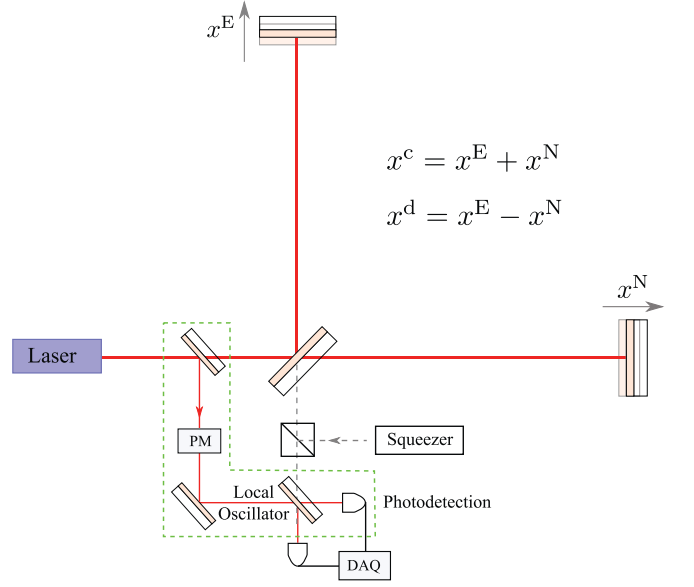 x^E
x^c = x^E + x^N
x^d = x^E − x^N
x^N
Laser
PM
Squeezer
Local
Oscillator
Photodetection
DAQ